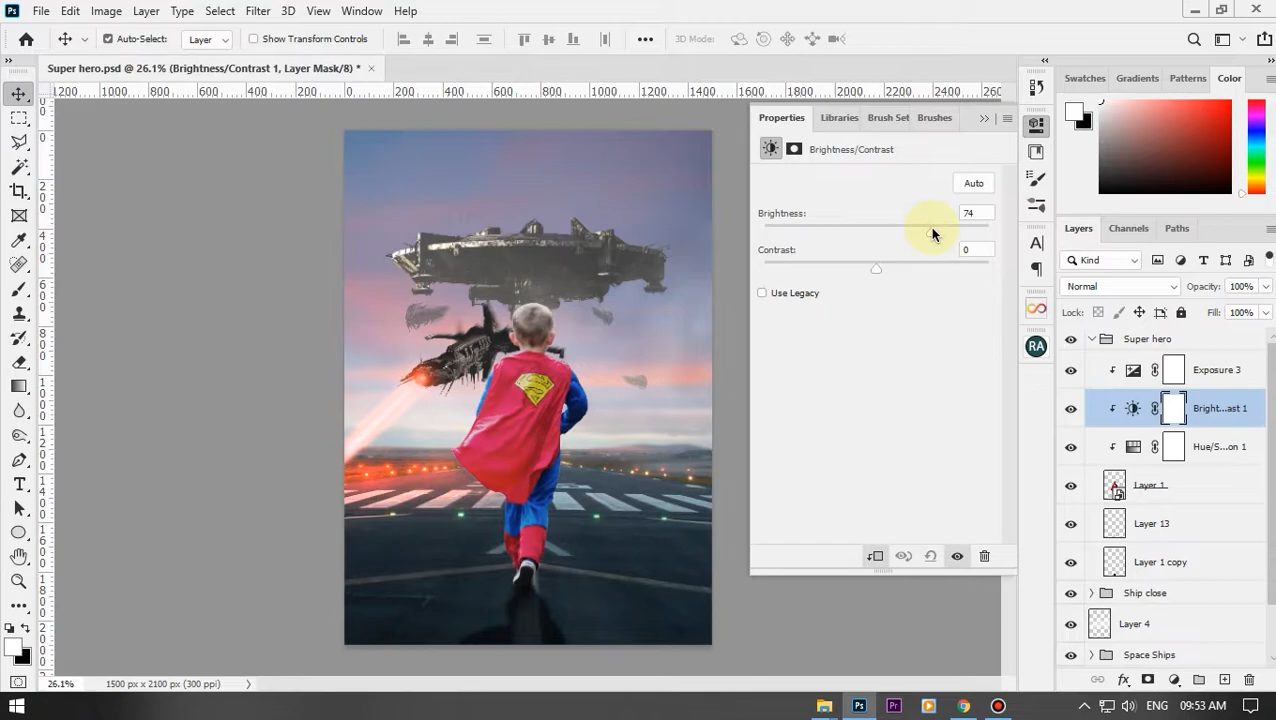 Ps File Edit Image Layer Type Select Filter 3D View Window Help
Auto-Select: Layer Show Transform Controls 3D Mode:
Super hero.psd @ 26.1% (Brightness/Contrast 1, Layer Mask/8) *
1200 1000 800 600 400 200 0 200 400 600 800 1000 1200 1400 1600 1800 2000 2200 2400
Properties Libraries Brush Set Brushes
Brightness/Contrast
Auto
Brightness: 74
Contrast: 0
Use Legacy
Swatches Gradients Patterns Color
Layers Channels Paths
Kind
Normal Opacity: 100%
Lock: Fill: 100%
Super hero
Exposure 3
Bright...ast 1
Hue/S...on 1
Layer 1
Layer 13
Layer 1 copy
Ship close
Layer 4
Space Ships
RA
26.1% 1500 px x 2100 px (300 ppi)
Ps Pr ENG 09:53 AM